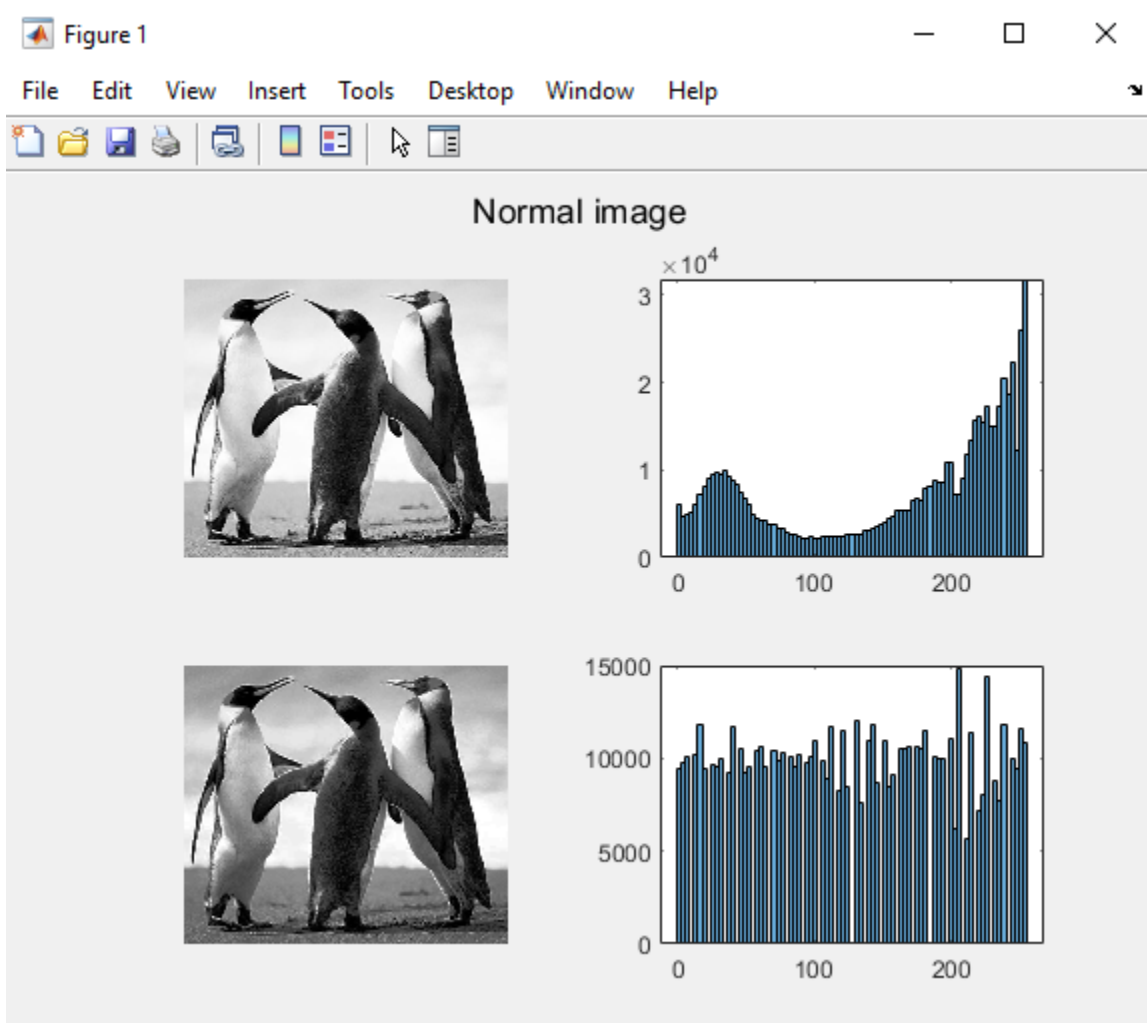 Figure 1
File Edit View Insert Tools Desktop Window Help
Normal image
×10⁴
3
2
1
0
0 100 200
15000
10000
5000
0
0 100 200